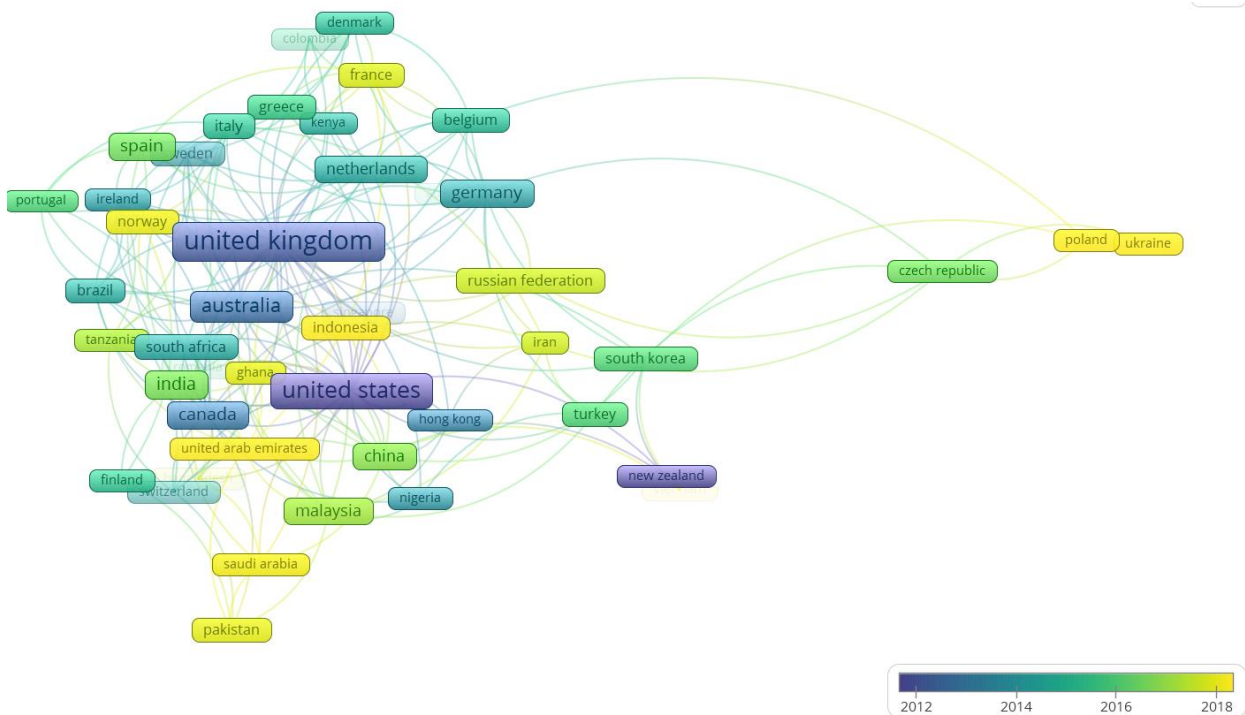 denmark
colombia
france
greece
belgium
italy
kenya
spain
sweden
netherlands
portugal
ireland
germany
norway
united kingdom
poland
ukraine
czech republic
russian federation
brazil
australia
indonesia
tanzania
south africa
iran
south korea
ghana
india
united states
canada
hong kong
turkey
united arab emirates
china
new zealand
finland
switzerland
nigeria
malaysia
saudi arabia
pakistan
2012 2014 2016 2018